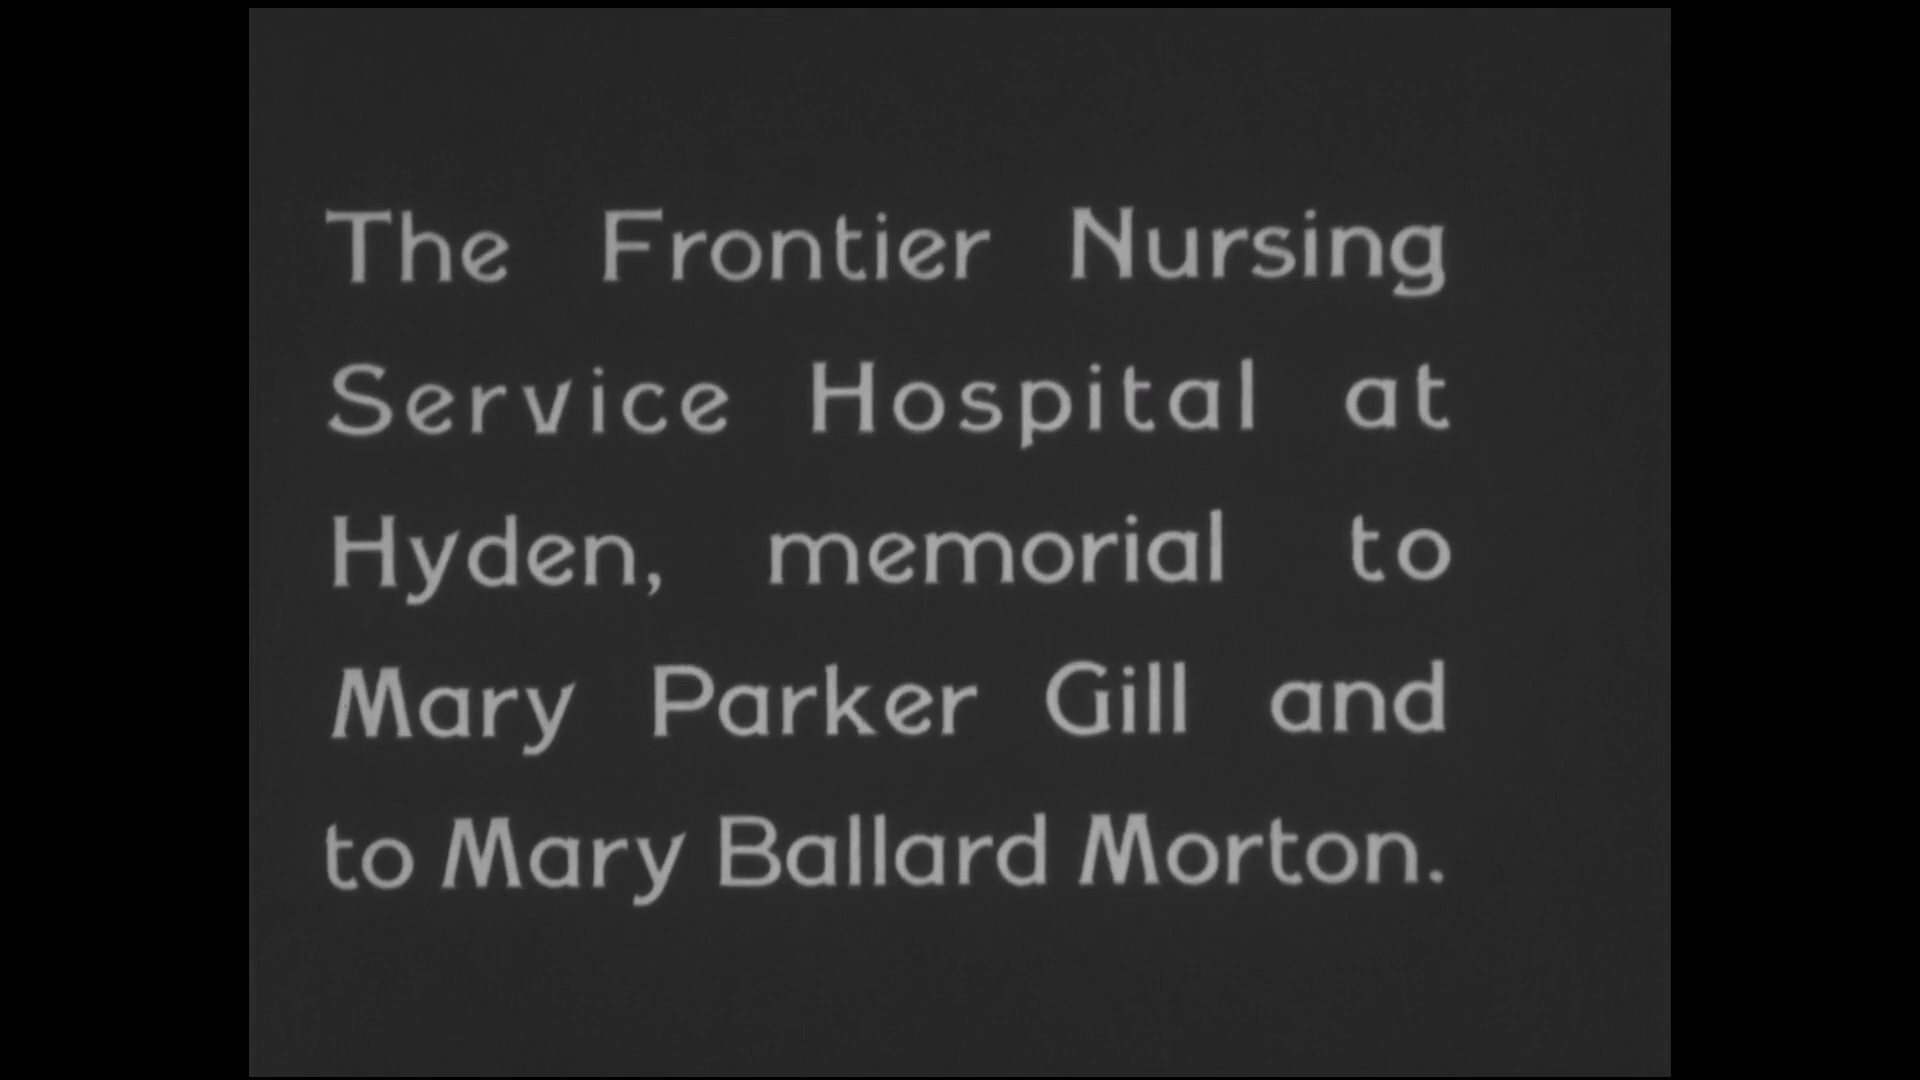 The Frontier Nursing
Service Hospital at
Hyden, memorial to
Mary Parker Gill and
to Mary Ballard Morton.